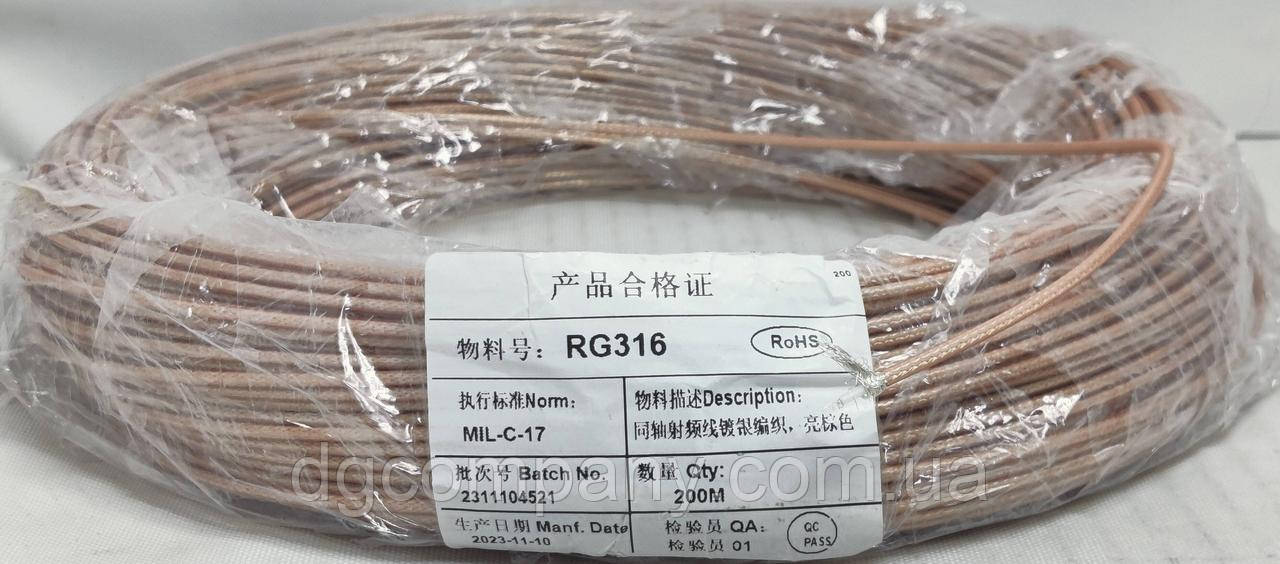 产品合格证
200
物料号: RG316
RoHS
执行标准Norm:
MIL-C-17
物料描述Description:
同轴射频线镀银编织，亮棕色
批次号 Batch No.
2311104521
数量 Qty:
200M
生产日期 Manf. Date
2023-11-10
检验员 QA:
检验员 01
QC
PASS
dgcompany.com.ua